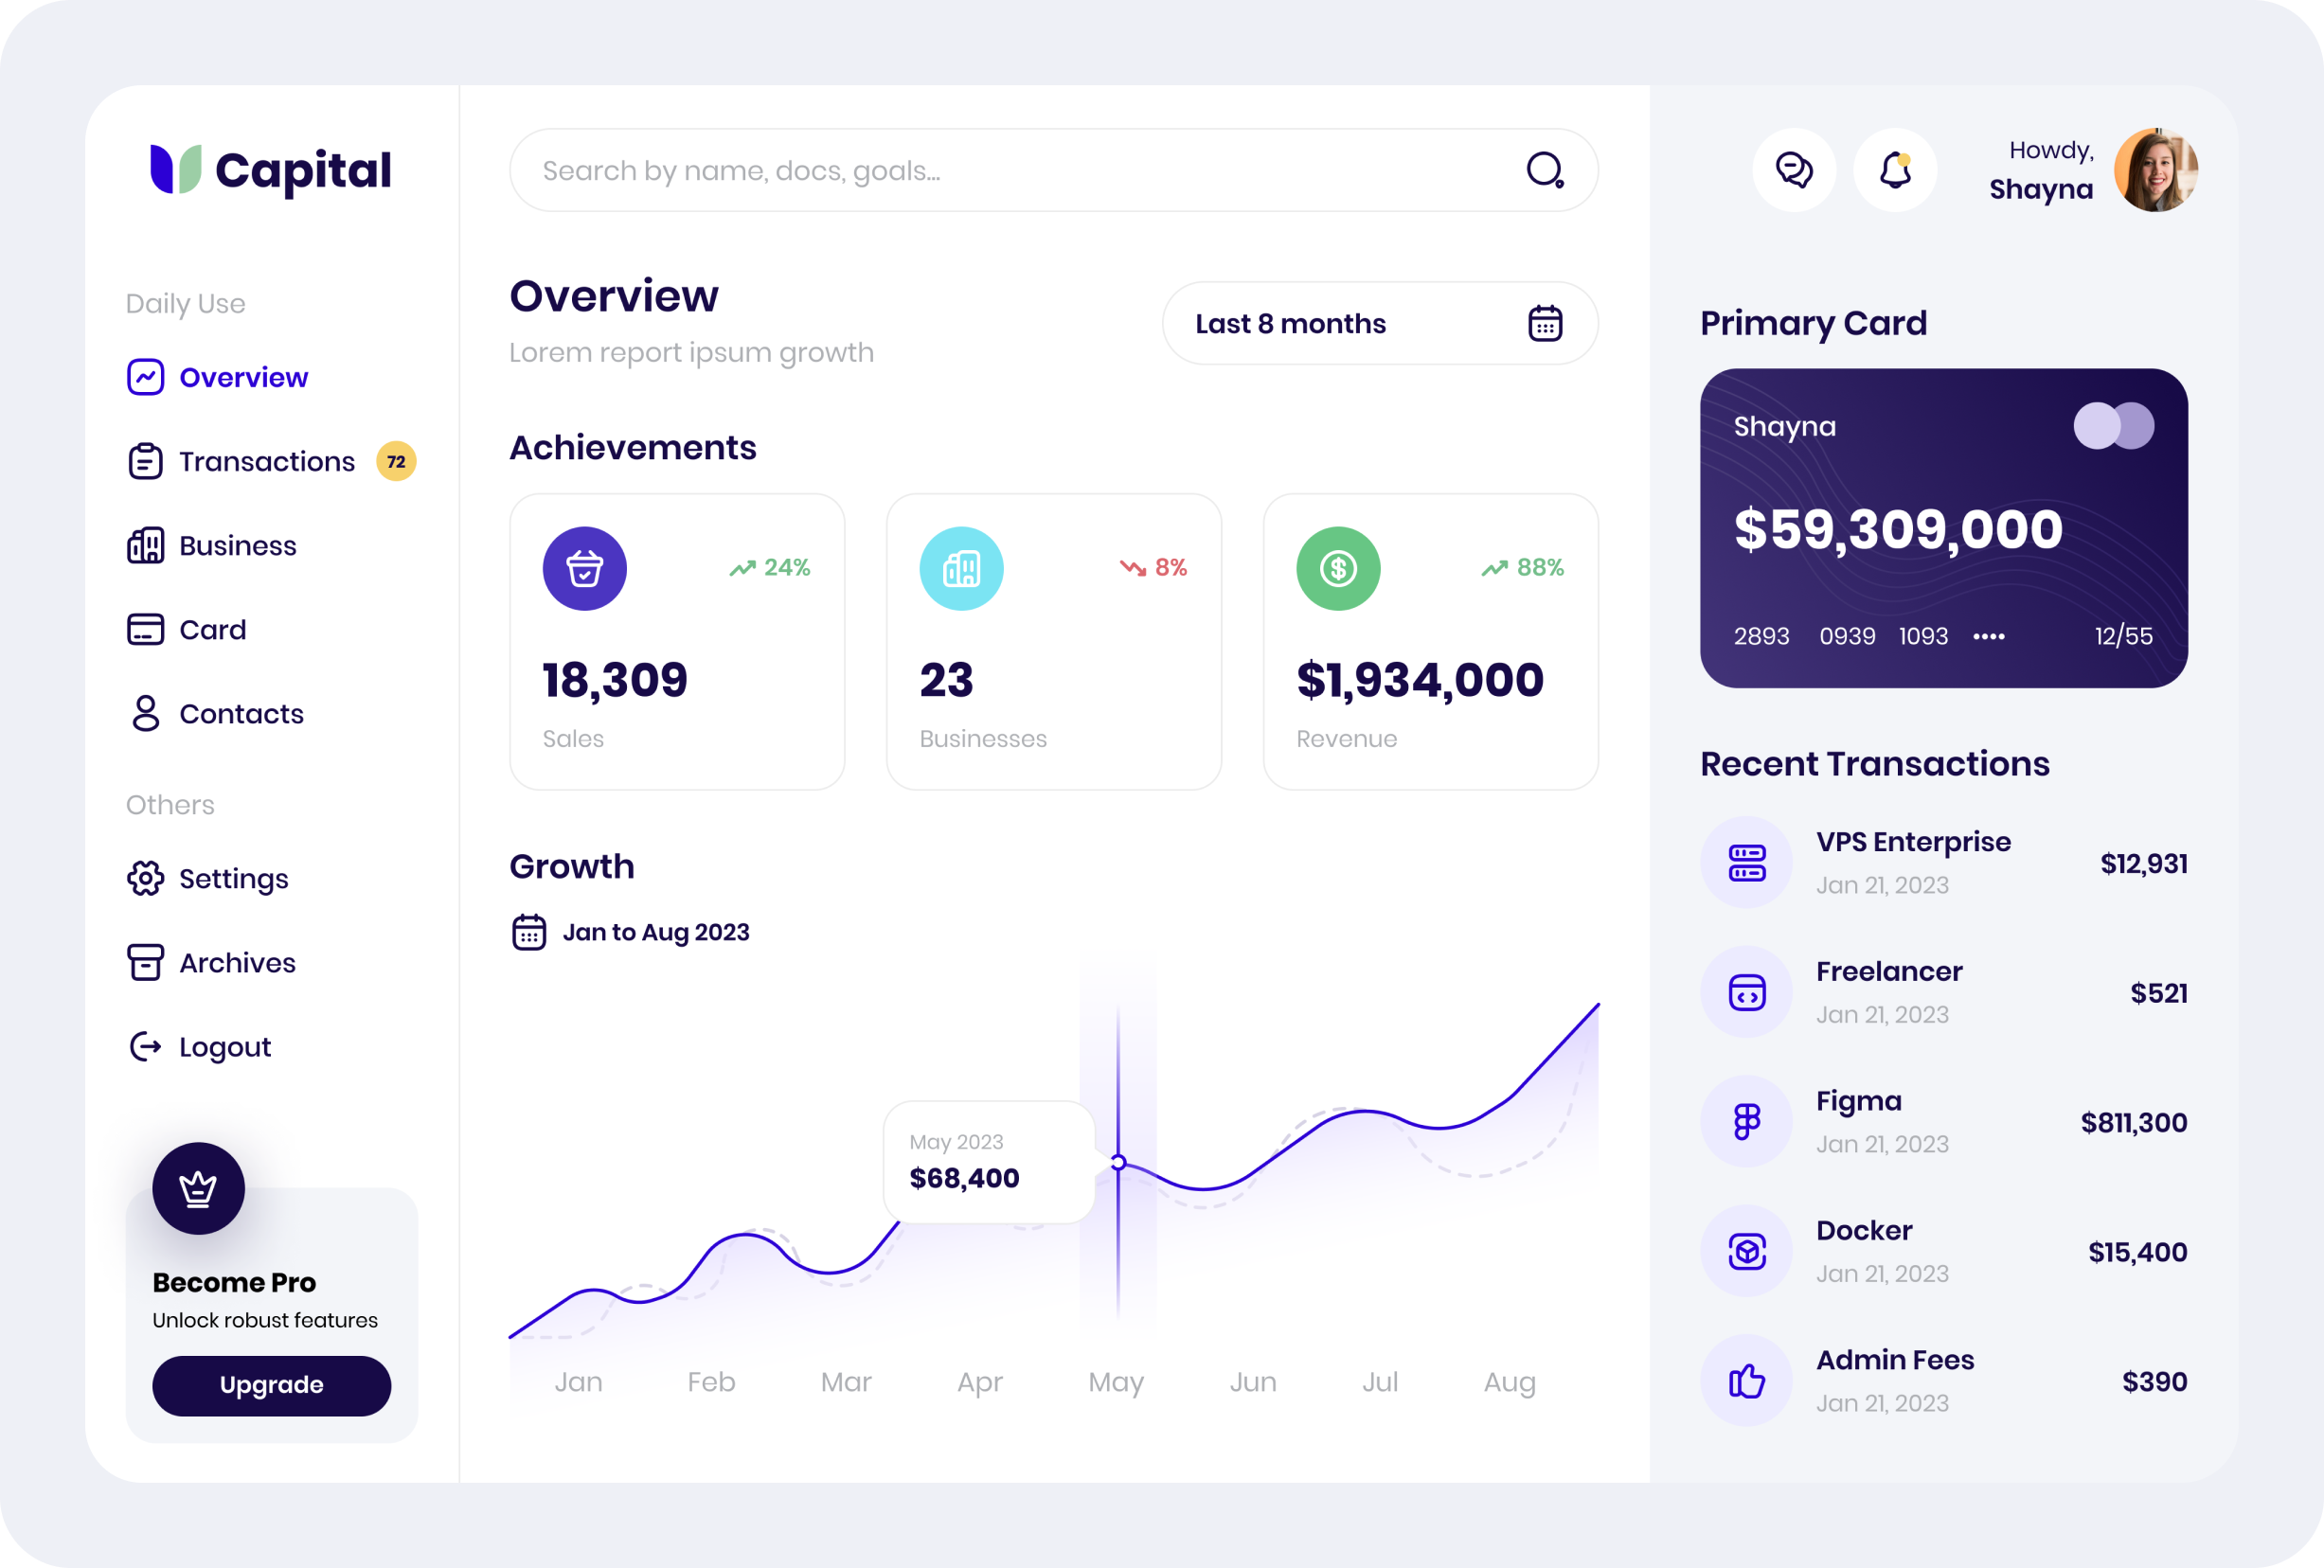 Capital
Daily Use
Overview
Transactions 72
Business
Card
Contacts
Others
Settings
Archives
Logout
Become Pro
Unlock robust features
Upgrade
Search by name, docs, goals...
Overview
Lorem report ipsum growth
Last 8 months
Achievements
24%
18,309
Sales
8%
23
Businesses
88%
$1,934,000
Revenue
Growth
Jan to Aug 2023
May 2023
$68,400
Jan Feb Mar Apr May Jun Jul Aug
Howdy,
Shayna
Primary Card
Shayna
$59,309,000
2893 0939 1093 •••• 12/55
Recent Transactions
VPS Enterprise
Jan 21, 2023
$12,931
Freelancer
Jan 21, 2023
$521
Figma
Jan 21, 2023
$811,300
Docker
Jan 21, 2023
$15,400
Admin Fees
Jan 21, 2023
$390